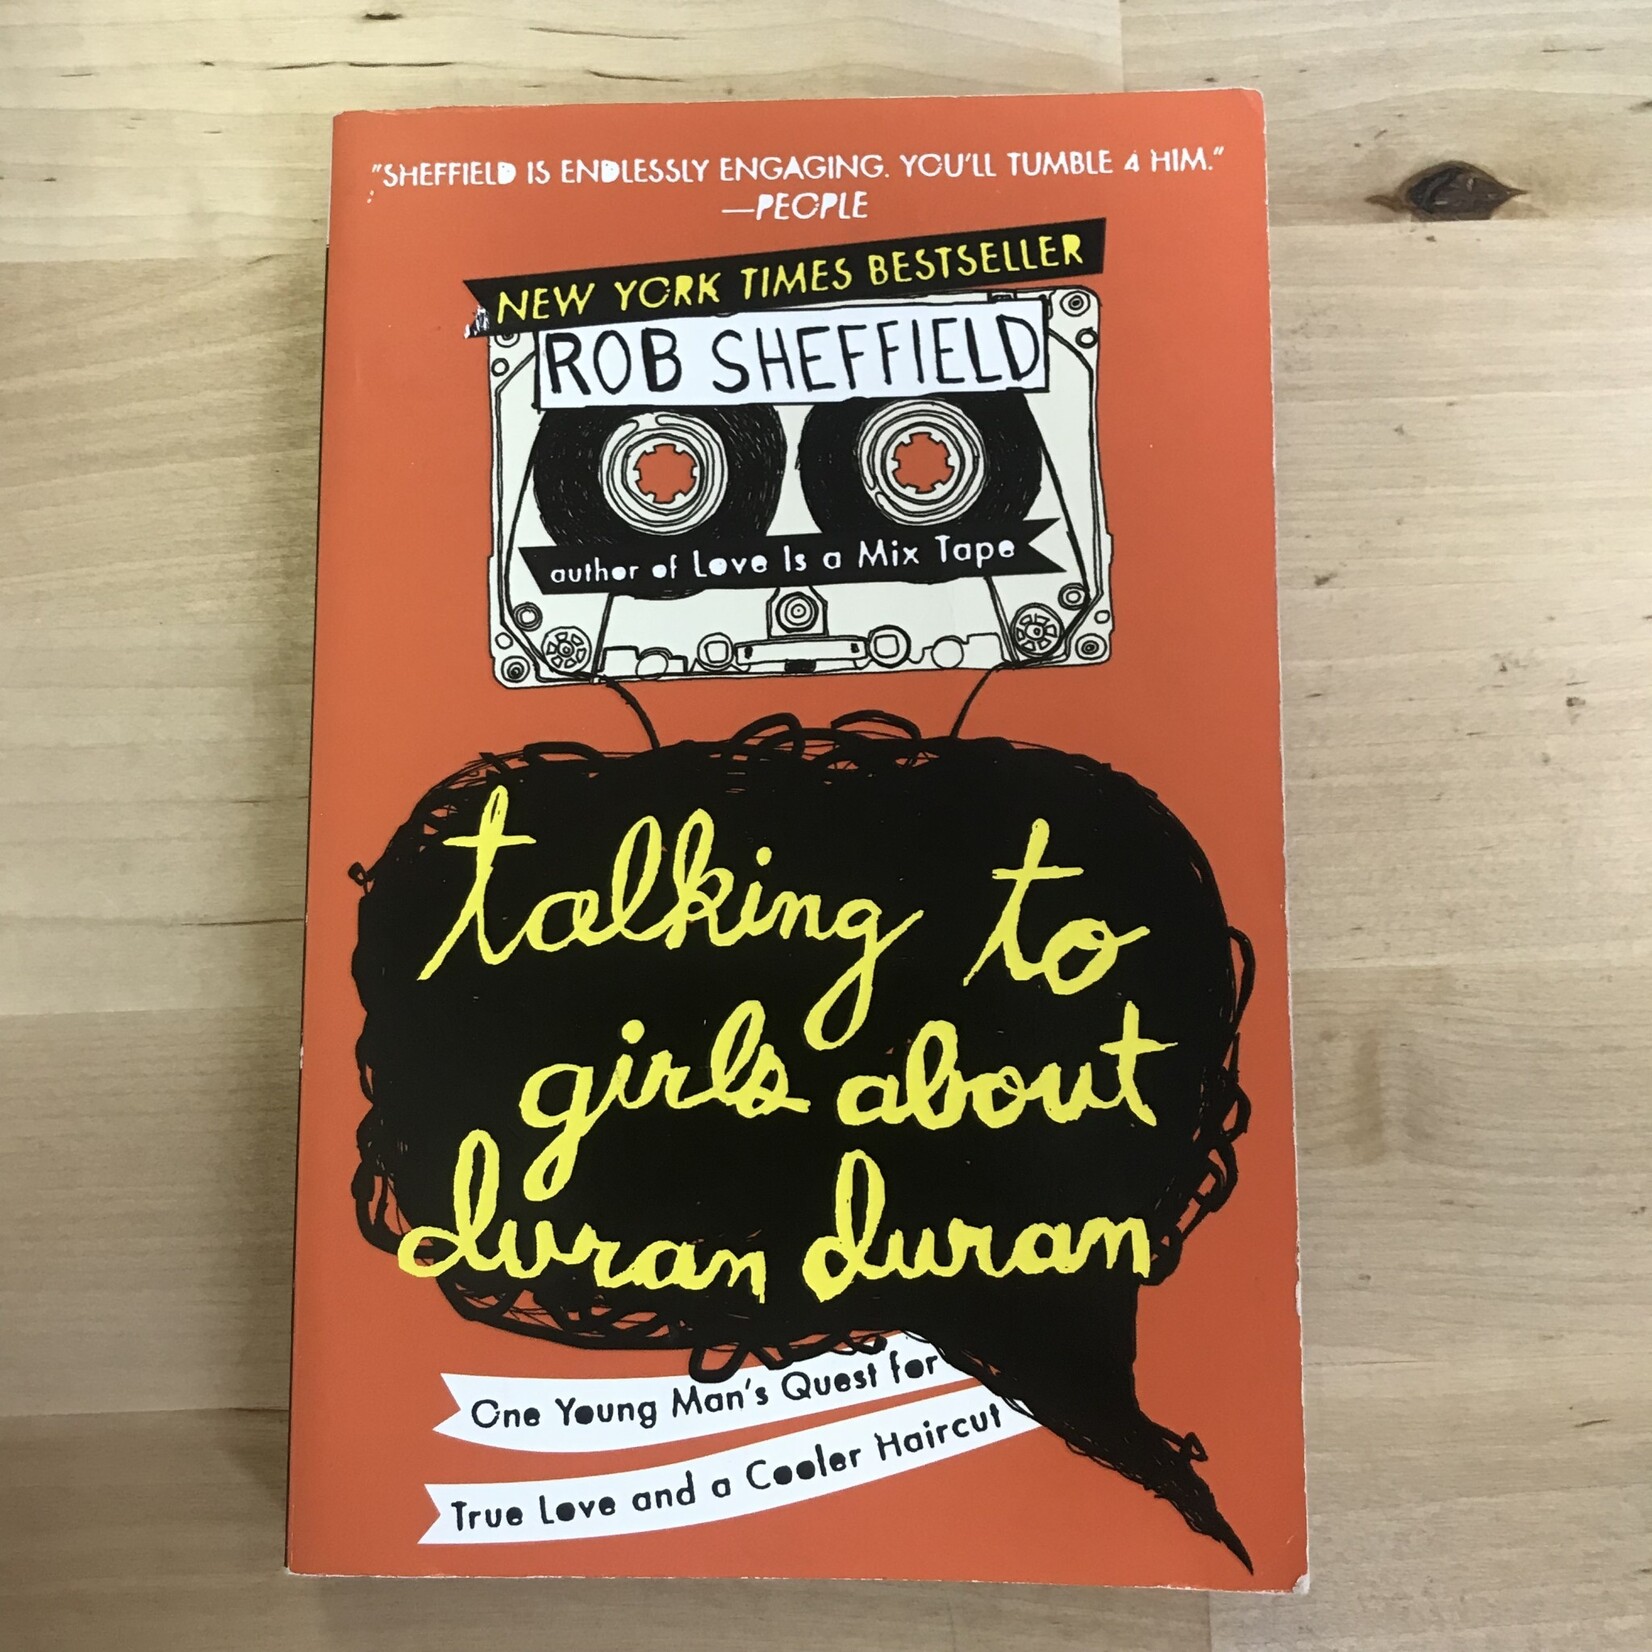 "SHEFFIELD IS ENDLESSLY ENGAGING. YOU'LL TUMBLE 4 HIM."
—PEOPLE
NEW YORK TIMES BESTSELLER
ROB SHEFFIELD
author of Love Is a Mix Tape
talking to
girls about
duran duran
One Young Man's Quest for
True Love and a Cooler Haircut